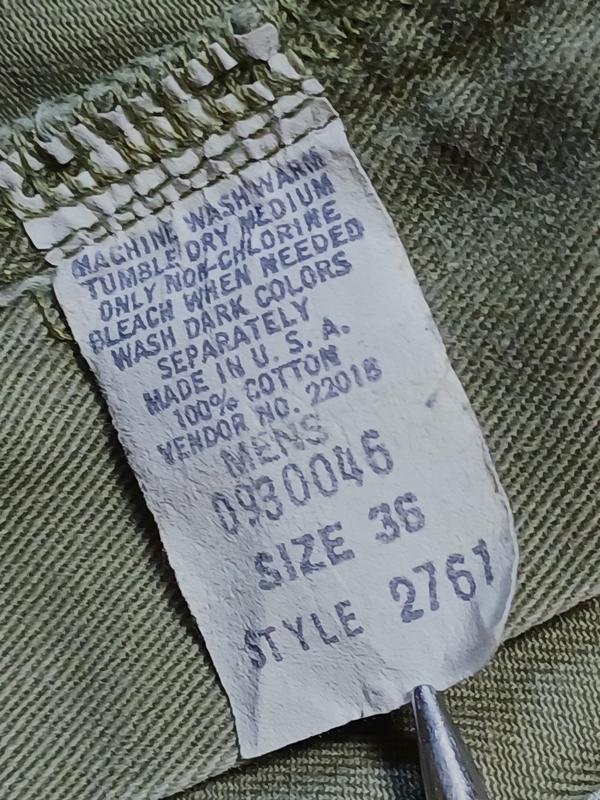 MACHINE WASH WARM
TUMBLE DRY MEDIUM
ONLY NON-CHLORINE
BLEACH WHEN NEEDED
WASH DARK COLORS
SEPARATELY
MADE IN U. S. A.
100% COTTON
VENDOR NO. 22018
MENS
0930046
SIZE 36
STYLE 2761